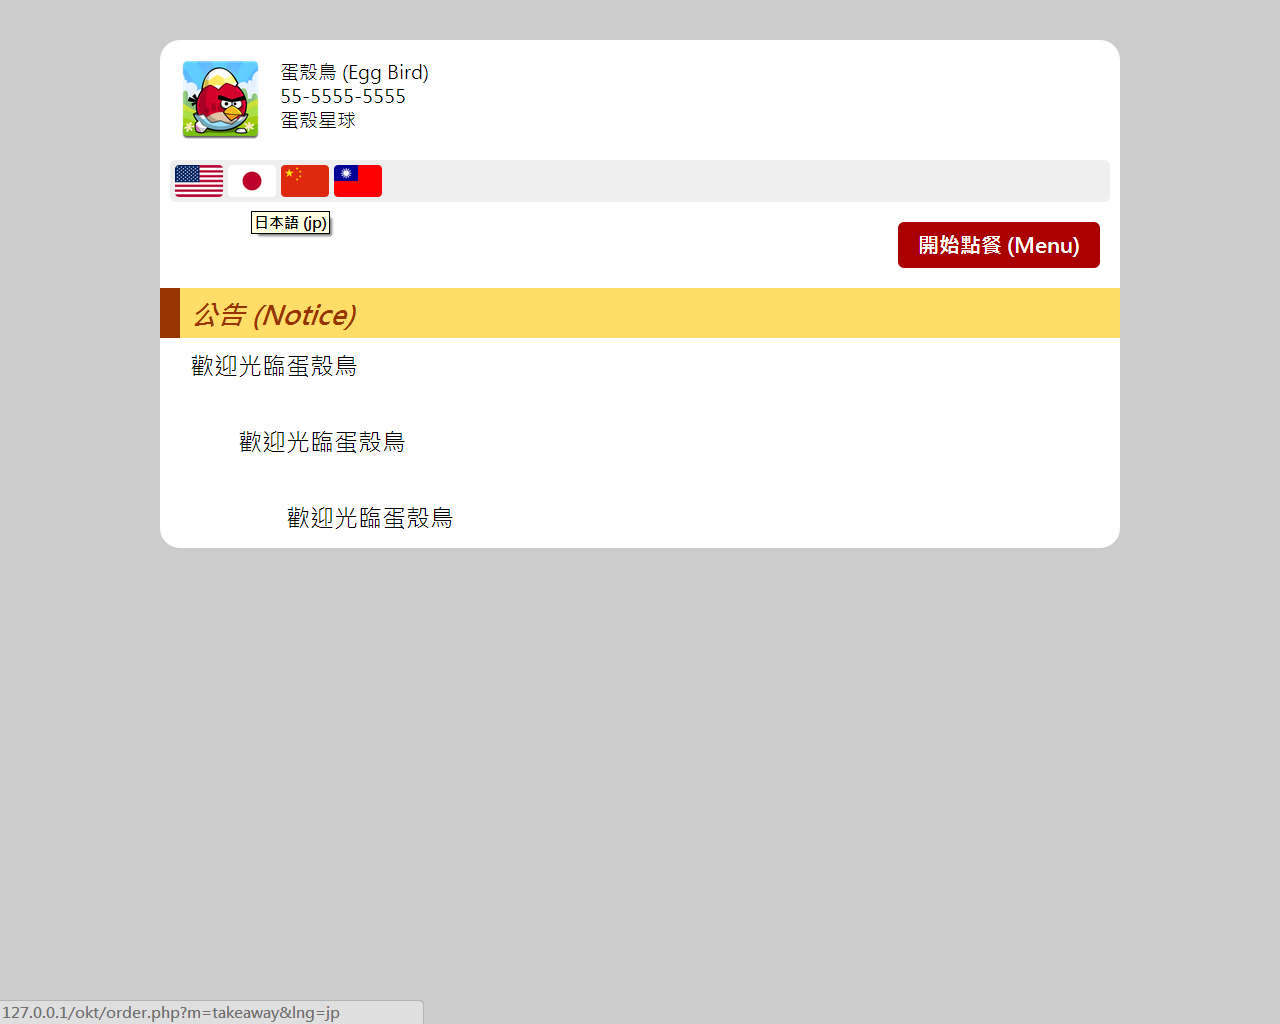 蛋殼鳥 (Egg Bird)
55-5555-5555
蛋殼星球
日本語 (jp)
開始點餐 (Menu)
公告 (Notice)
歡迎光臨蛋殼鳥
歡迎光臨蛋殼鳥
歡迎光臨蛋殼鳥
127.0.0.1/okt/order.php?m=takeaway&lng=jp